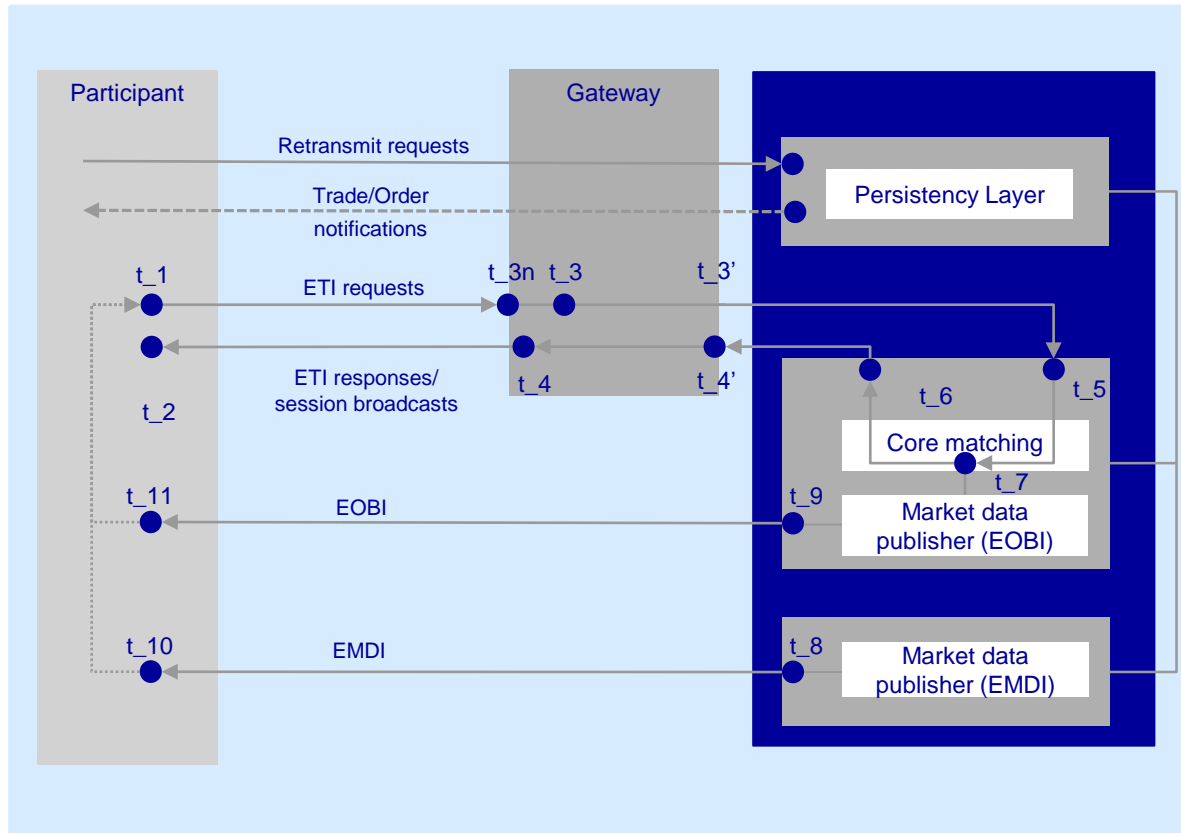 Participant
Gateway
Retransmit requests
Persistency Layer
Trade/Order
notifications
t_1
t_3n
t_3
t_3’
ETI requests
ETI responses/
session broadcasts
t_4
t_4’
t_2
t_6
t_5
Core matching
t_7
t_11
EOBI
t_9
Market data
publisher (EOBI)
t_10
EMDI
t_8
Market data
publisher (EMDI)